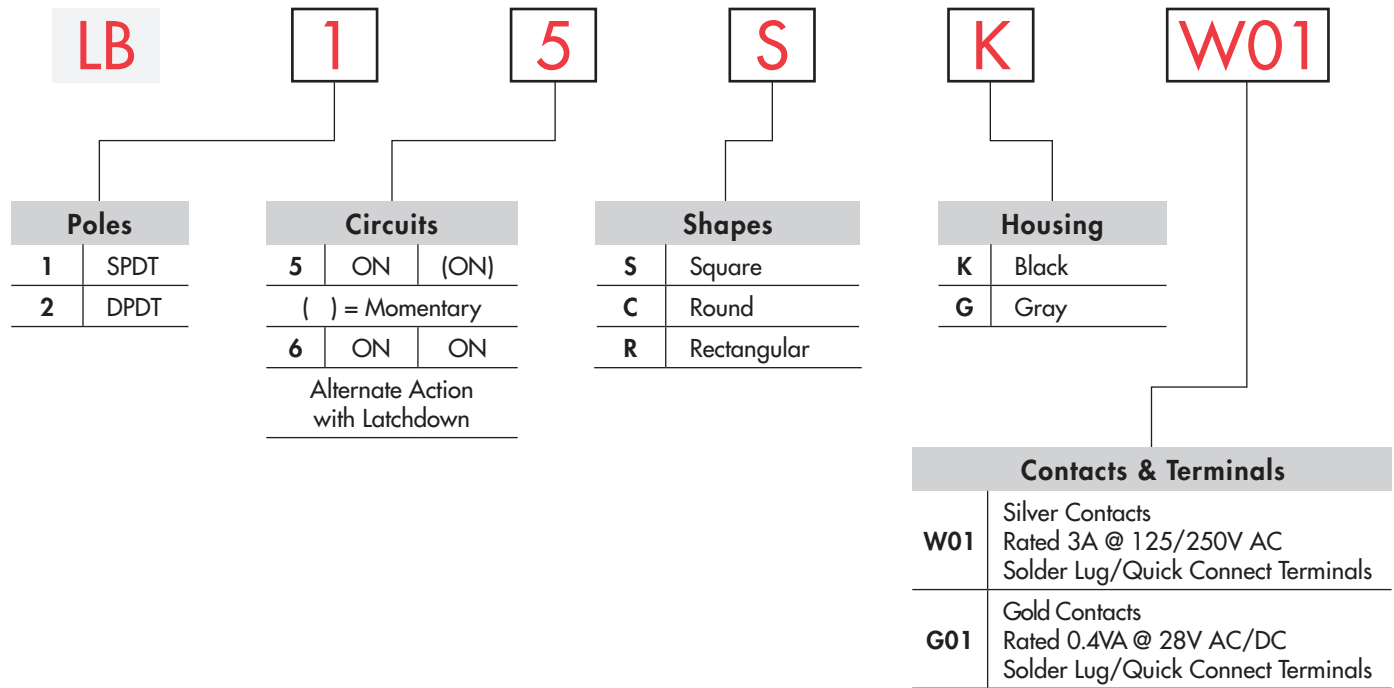 LB 1 5 S K W01
Poles
1 SPDT
2 DPDT
Circuits
5 ON (ON)
( ) = Momentary
6 ON ON
Alternate Action
with Latchdown
Shapes
S Square
C Round
R Rectangular
Housing
K Black
G Gray
Contacts & Terminals
Silver Contacts
W01 Rated 3A @ 125/250V AC
Solder Lug/Quick Connect Terminals
Gold Contacts
G01 Rated 0.4VA @ 28V AC/DC
Solder Lug/Quick Connect Terminals